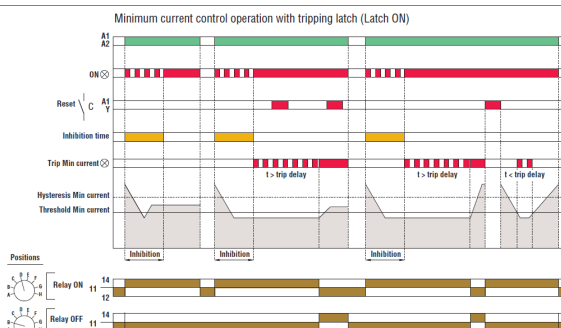 Minimum current control operation with tripping latch (Latch ON)
A1
A2
ON
Reset C A1
Y
Inhibition time
Trip Min current
t > trip delay t > trip delay t < trip delay
Hysteresis Min current
Threshold Min current
Inhibition Inhibition Inhibition
Positions
A B C D E F G H
Relay ON 11 14
12
C D E F
B G
Relay OFF 11 14